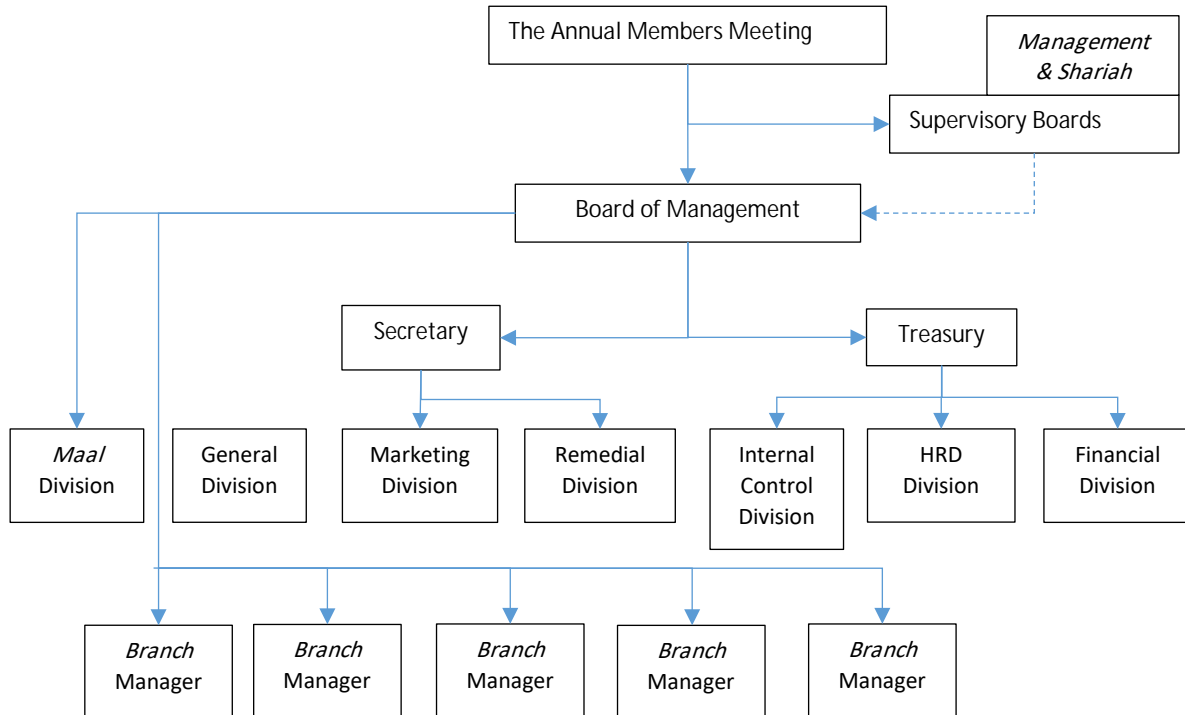 The Annual Members Meeting
Management
& Shariah
Supervisory Boards
Board of Management
Secretary
Treasury
Maal
Division
General
Division
Marketing
Division
Remedial
Division
Internal
Control
Division
HRD
Division
Financial
Division
Branch
Manager
Branch
Manager
Branch
Manager
Branch
Manager
Branch
Manager